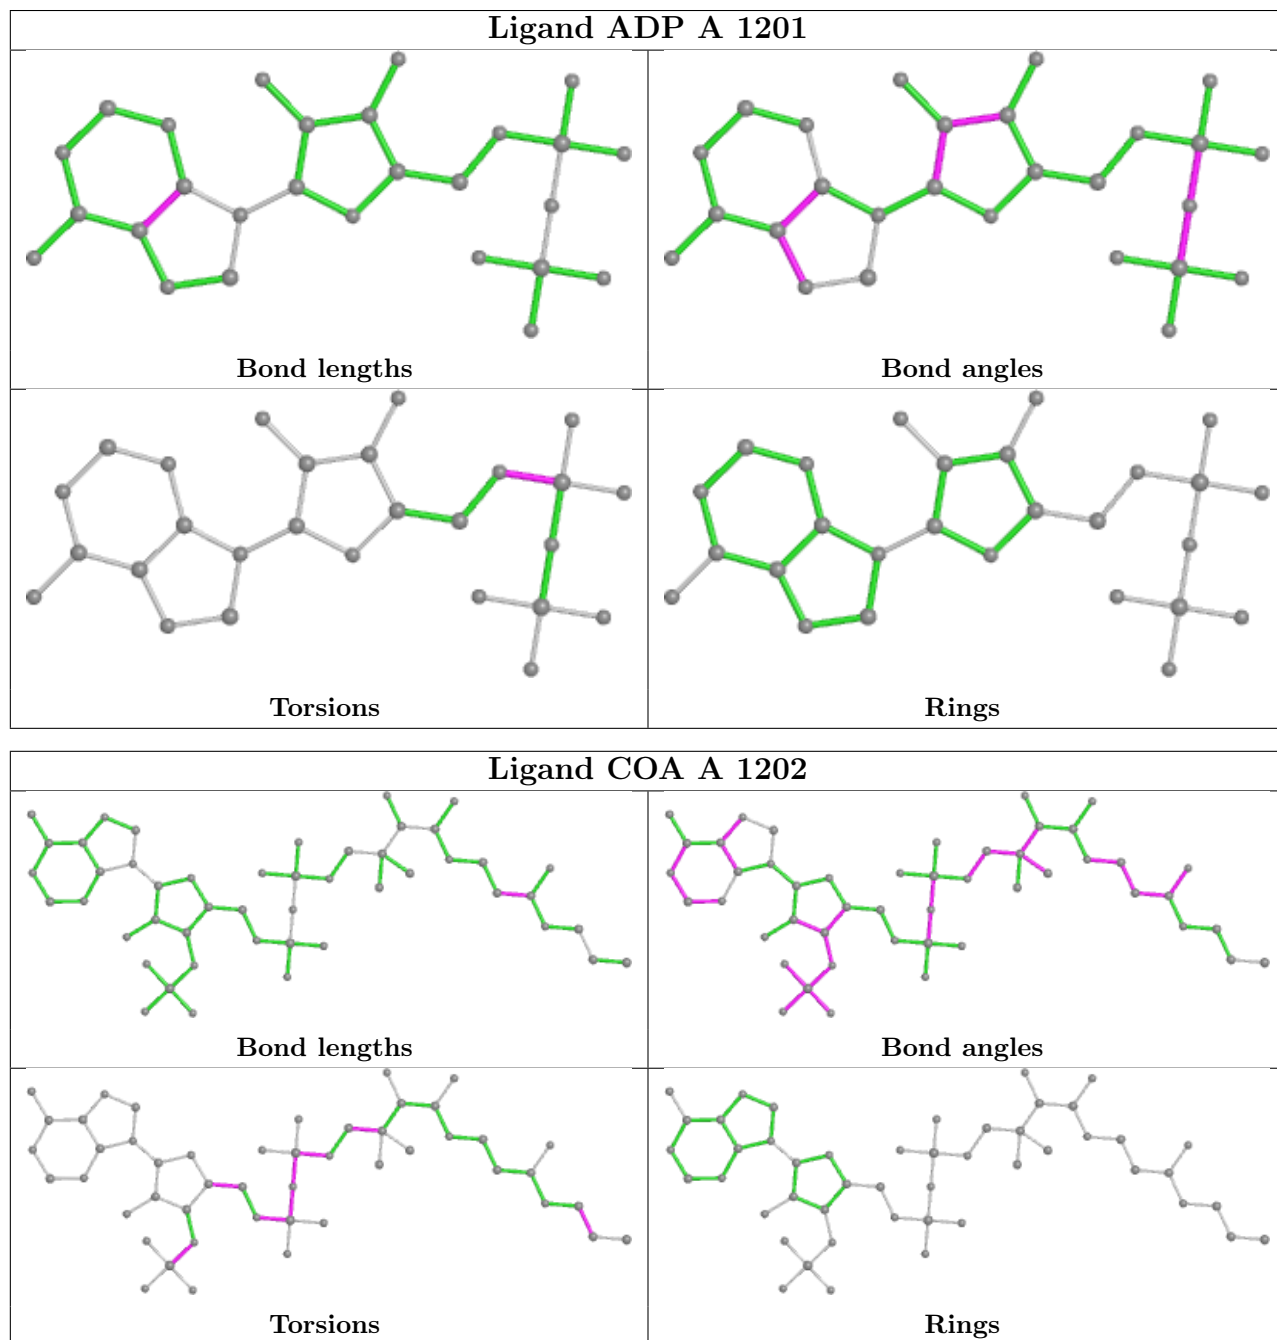 Ligand ADP A 1201
Bond lengths
Bond angles
Torsions
Rings
Ligand COA A 1202
Bond lengths
Bond angles
Torsions
Rings